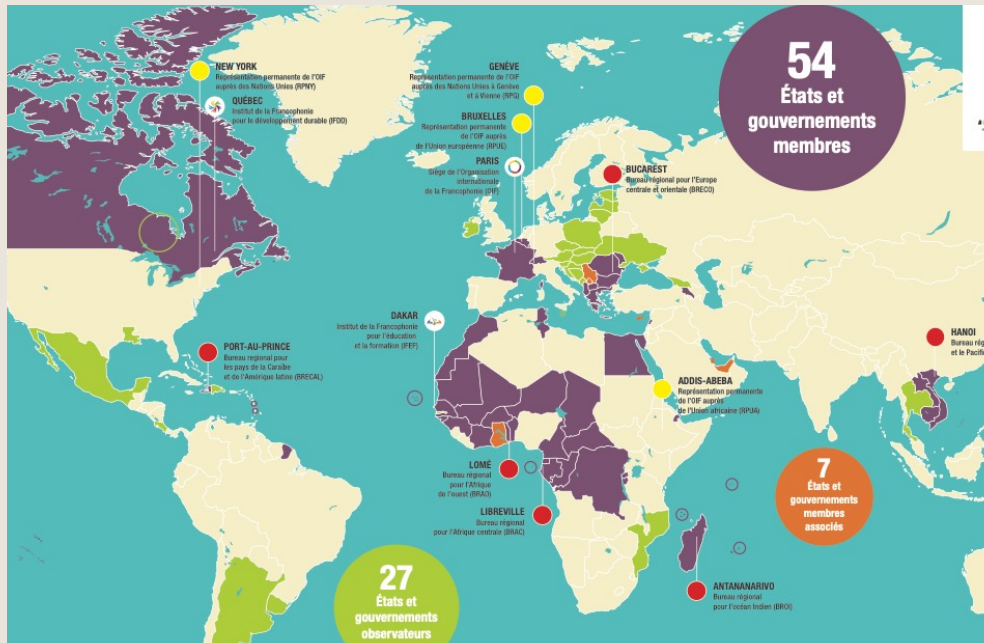 54
États et
gouvernements
membres
NEW YORK
Représentation permanente de l'OIF
auprès des Nations Unies (RPNY)
QUÉBEC
Institut de la Francophonie
pour le développement durable (IFDD)
GENÈVE
Représentation permanente de l'OIF
auprès des Nations Unies à Genève
et à Vienne (RPG)
BRUXELLES
Représentation permanente
de l'OIF auprès
de l'Union européenne (RPUE)
PARIS
Siège de l'Organisation
internationale
de la Francophonie (OIF)
BUCAREST
Bureau régional pour l'Europe
centrale et orientale (BRECO)
DAKAR
Institut de la Francophonie
pour l'éducation
et la formation (IFEF)
PORT-AU-PRINCE
Bureau regional pour
les pays de la Caraïbe
et de l'Amérique latine (BRECAL)
HANOI
Bureau rég
et le Pacifi
ADDIS-ABEBA
Représentation permanente
de l'OIF auprès
de l'Union africaine (RPUA)
LOMÉ
Bureau régional
pour l'Afrique
de l'ouest (BRAO)
LIBREVILLE
Bureau régional
pour l'Afrique centrale (BRAC)
7
États et
gouvernements
membres
associés
ANTANANARIVO
Bureau régional
pour l'océan Indien (BROI)
27
États et
gouvernements
observateurs